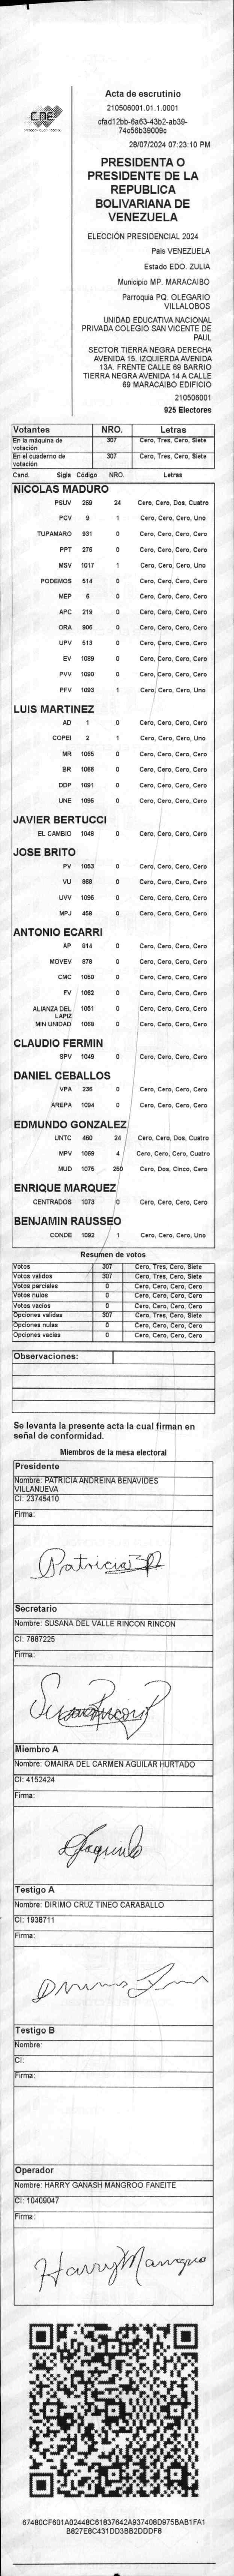 CNE
Acta de escrutinio
210506001.01.1.0001
cfad12bb-6a63-43b2-ab39-
74c56b39009c
28/07/2024 07:23:10 PM
PRESIDENTA O
PRESIDENTE DE LA
REPUBLICA
BOLIVARIANA DE
VENEZUELA
ELECCIÓN PRESIDENCIAL 2024
Pais VENEZUELA
Estado EDO. ZULIA
Municipio MP. MARACAIBO
Parroquia PQ. OLEGARIO
VILLALOBOS
UNIDAD EDUCATIVA NACIONAL
PRIVADA COLEGIO SAN VICENTE DE
PAUL
SECTOR TIERRA NEGRA DERECHA
AVENIDA 15. IZQUIERDA AVENIDA
13A. FRENTE CALLE 69 BARRIO
TIERRA NEGRA AVENIDA 14 A CALLE
69 MARACAIBO EDIFICIO
210506001
925 Electores
Votantes NRO. Letras
En la máquina de votación 307 Cero, Tres, Cero, Siete
En el cuaderno de votación 307 Cero, Tres, Cero, Siete
Cand. Sigla Código NRO. Letras
NICOLAS MADURO
PSUV 269 24 Cero, Cero, Dos, Cuatro
PCV 9 1 Cero, Cero, Cero, Uno
TUPAMARO 931 0 Cero, Cero, Cero, Cero
PPT 276 0 Cero, Cero, Cero, Cero
MSV 1017 1 Cero, Cero, Cero, Uno
PODEMOS 514 0 Cero, Cero, Cero, Cero
MEP 6 0 Cero, Cero, Cero, Cero
APC 219 0 Cero, Cero, Cero, Cero
ORA 906 0 Cero, Cero, Cero, Cero
UPV 513 0 Cero, Cero, Cero, Cero
EV 1089 0 Cero, Cero, Cero, Cero
PVV 1090 0 Cero, Cero, Cero, Cero
PFV 1093 1 Cero, Cero, Cero, Uno
LUIS MARTINEZ
AD 1 0 Cero, Cero, Cero, Cero
COPEI 2 1 Cero, Cero, Cero, Uno
MR 1065 0 Cero, Cero, Cero, Cero
BR 1066 0 Cero, Cero, Cero, Cero
DDP 1091 0 Cero, Cero, Cero, Cero
UNE 1095 0 Cero, Cero, Cero, Cero
JAVIER BERTUCCI
EL CAMBIO 1048 0 Cero, Cero, Cero, Cero
JOSE BRITO
PV 1053 0 Cero, Cero, Cero, Cero
VU 868 0 Cero, Cero, Cero, Cero
UVV 1096 0 Cero, Cero, Cero, Cero
MPJ 458 0 Cero, Cero, Cero, Cero
ANTONIO ECARRI
AP 914 0 Cero, Cero, Cero, Cero
MOVEV 878 0 Cero, Cero, Cero, Cero
CMC 1050 0 Cero, Cero, Cero, Cero
FV 1062 0 Cero, Cero, Cero, Cero
ALIANZA DEL LAPIZ 1051 0 Cero, Cero, Cero, Cero
MIN UNIDAD 1068 0 Cero, Cero, Cero, Cero
CLAUDIO FERMIN
SPV 1049 0 Cero, Cero, Cero, Cero
DANIEL CEBALLOS
VPA 236 0 Cero, Cero, Cero, Cero
AREPA 1094 0 Cero, Cero, Cero, Cero
EDMUNDO GONZALEZ
UNTC 460 24 Cero, Cero, Dos, Cuatro
MPV 1069 4 Cero, Cero, Cero, Cuatro
MUD 1075 250 Cero, Dos, Cinco, Cero
ENRIQUE MARQUEZ
CENTRADOS 1073 0 Cero, Cero, Cero, Cero
BENJAMIN RAUSSEO
CONDE 1092 1 Cero, Cero, Cero, Uno
Resumen de votos
Votos 307 Cero, Tres, Cero, Siete
Votos validos 307 Cero, Tres, Cero, Siete
Votos parciales 0 Cero, Cero, Cero, Cero
Votos nulos 0 Cero, Cero, Cero, Cero
Votos vacios 0 Cero, Cero, Cero, Cero
Opciones validas 307 Cero, Tres, Cero, Siete
Opciones nulas 0 Cero, Cero, Cero, Cero
Opciones vacias 0 Cero, Cero, Cero, Cero
Observaciones:
Se levanta la presente acta la cual firman en
señal de conformidad.
Miembros de la mesa electoral
Presidente
Nombre: PATRICIA ANDREINA BENAVIDES
VILLANUEVA
CI: 23745410
Firma:
Patricia
Secretario
Nombre: SUSANA DEL VALLE RINCON RINCON
CI: 7887225
Firma:
Miembro A
Nombre: OMAIRA DEL CARMEN AGUILAR HURTADO
CI: 4152424
Firma:
Testigo A
Nombre: DIRIMO CRUZ TINEO CARABALLO
CI: 1938711
Firma:
Testigo B
Nombre:
CI:
Firma:
Operador
Nombre: HARRY GANASH MANGROO FANEITE
CI: 10409047
Firma:
Harry Mangroo
67480CF601A02448C61837642A937408D975BAB1FA1
B827E8C431DD3BB2DDDF8